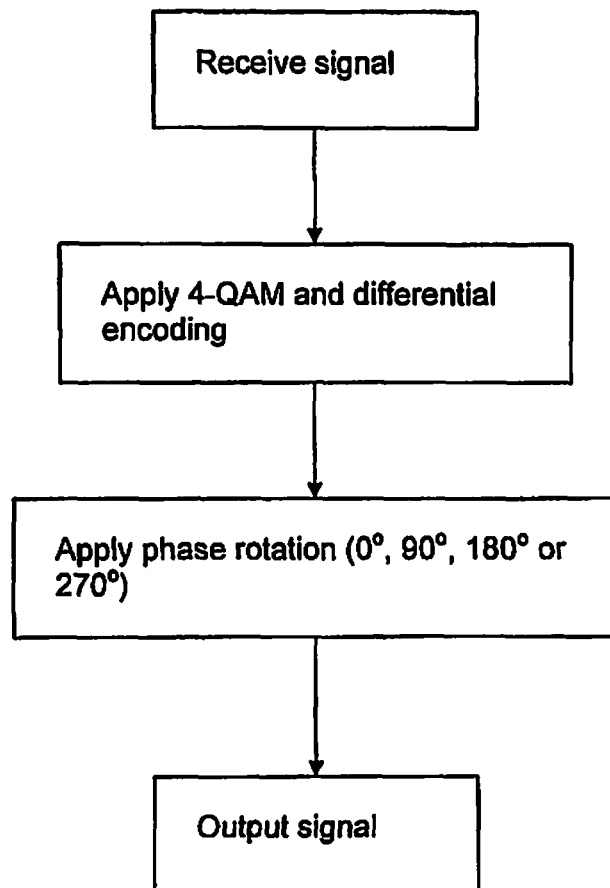 Receive signal
Apply 4-QAM and differential
encoding
Apply phase rotation (0°, 90°, 180° or
270°)
Output signal